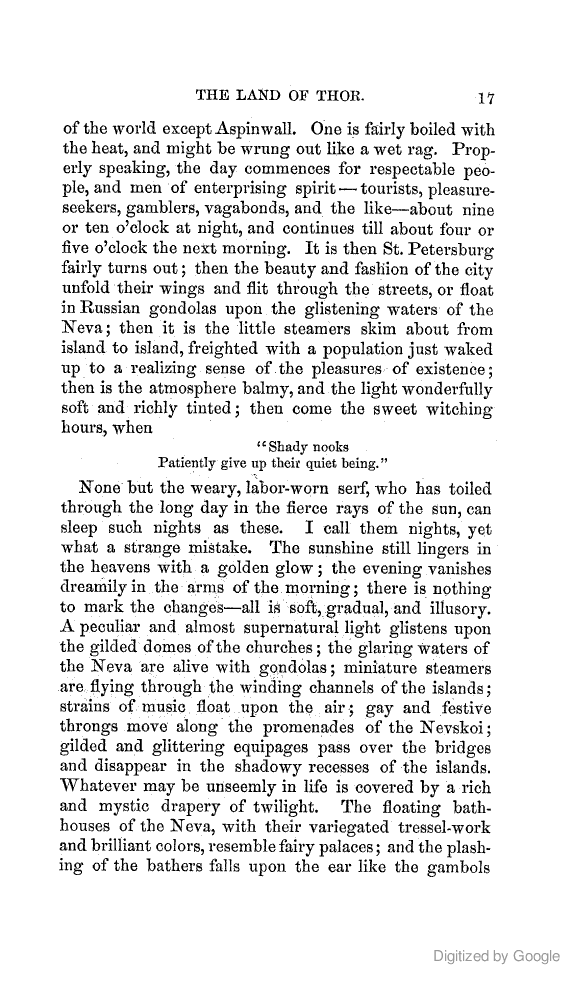 THE LAND OF THOR. 17
of the world except Aspinwall. One is fairly boiled with
the heat, and might be wrung out like a wet rag. Prop-
erly speaking, the day commences for respectable peo-
ple, and men of enterprising spirit — tourists, pleasure-
seekers, gamblers, vagabonds, and the like—about nine
or ten o'clock at night, and continues till about four or
five o'clock the next morning. It is then St. Petersburg
fairly turns out; then the beauty and fashion of the city
unfold their wings and flit through the streets, or float
in Russian gondolas upon the glistening waters of the
Neva; then it is the little steamers skim about from
island to island, freighted with a population just waked
up to a realizing sense of the pleasures of existence;
then is the atmosphere balmy, and the light wonderfully
soft and richly tinted; then come the sweet witching
hours, when
"Shady nooks
Patiently give up their quiet being."
None but the weary, labor-worn serf, who has toiled
through the long day in the fierce rays of the sun, can
sleep such nights as these. I call them nights, yet
what a strange mistake. The sunshine still lingers in
the heavens with a golden glow; the evening vanishes
dreamily in the arms of the morning; there is nothing
to mark the changes—all is soft, gradual, and illusory.
A peculiar and almost supernatural light glistens upon
the gilded domes of the churches; the glaring waters of
the Neva are alive with gondolas; miniature steamers
are flying through the winding channels of the islands;
strains of music float upon the air; gay and festive
throngs move along the promenades of the Nevskoi;
gilded and glittering equipages pass over the bridges
and disappear in the shadowy recesses of the islands.
Whatever may be unseemly in life is covered by a rich
and mystic drapery of twilight. The floating bath-
houses of the Neva, with their variegated tressel-work
and brilliant colors, resemble fairy palaces; and the plash-
ing of the bathers falls upon the ear like the gambols
Digitized by Google